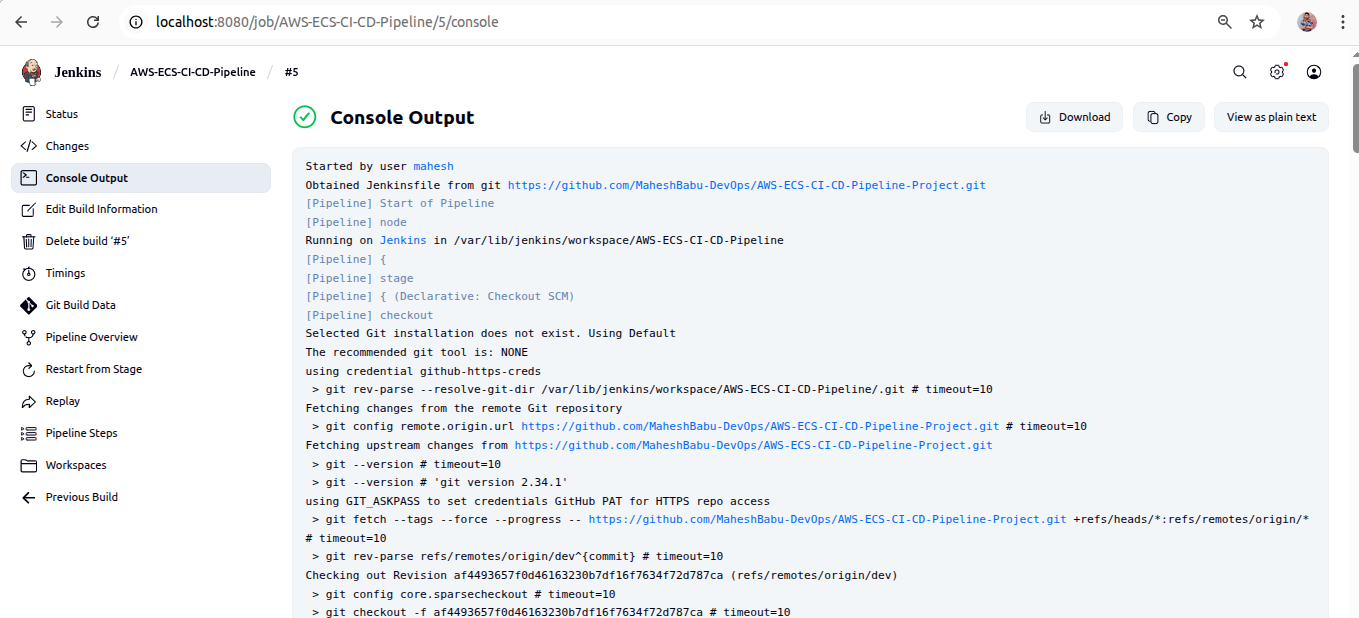 localhost:8080/job/AWS-ECS-CI-CD-Pipeline/5/console
Jenkins / AWS-ECS-CI-CD-Pipeline / #5
Status
Changes
Console Output
Edit Build Information
Delete build ‘#5’
Timings
Git Build Data
Pipeline Overview
Restart from Stage
Replay
Pipeline Steps
Workspaces
Previous Build
Console Output
Download
Copy
View as plain text
Started by user mahesh
Obtained Jenkinsfile from git https://github.com/MaheshBabu-DevOps/AWS-ECS-CI-CD-Pipeline-Project.git
[Pipeline] Start of Pipeline
[Pipeline] node
Running on Jenkins in /var/lib/jenkins/workspace/AWS-ECS-CI-CD-Pipeline
[Pipeline] {
[Pipeline] stage
[Pipeline] { (Declarative: Checkout SCM)
[Pipeline] checkout
Selected Git installation does not exist. Using Default
The recommended git tool is: NONE
using credential github-https-creds
 > git rev-parse --resolve-git-dir /var/lib/jenkins/workspace/AWS-ECS-CI-CD-Pipeline/.git # timeout=10
Fetching changes from the remote Git repository
 > git config remote.origin.url https://github.com/MaheshBabu-DevOps/AWS-ECS-CI-CD-Pipeline-Project.git # timeout=10
Fetching upstream changes from https://github.com/MaheshBabu-DevOps/AWS-ECS-CI-CD-Pipeline-Project.git
 > git --version # timeout=10
 > git --version # 'git version 2.34.1'
using GIT_ASKPASS to set credentials GitHub PAT for HTTPS repo access
 > git fetch --tags --force --progress -- https://github.com/MaheshBabu-DevOps/AWS-ECS-CI-CD-Pipeline-Project.git +refs/heads/*:refs/remotes/origin/*
# timeout=10
 > git rev-parse refs/remotes/origin/dev^{commit} # timeout=10
Checking out Revision af4493657f0d46163230b7df16f7634f72d787ca (refs/remotes/origin/dev)
 > git config core.sparsecheckout # timeout=10
 > git checkout -f af4493657f0d46163230b7df16f7634f72d787ca # timeout=10